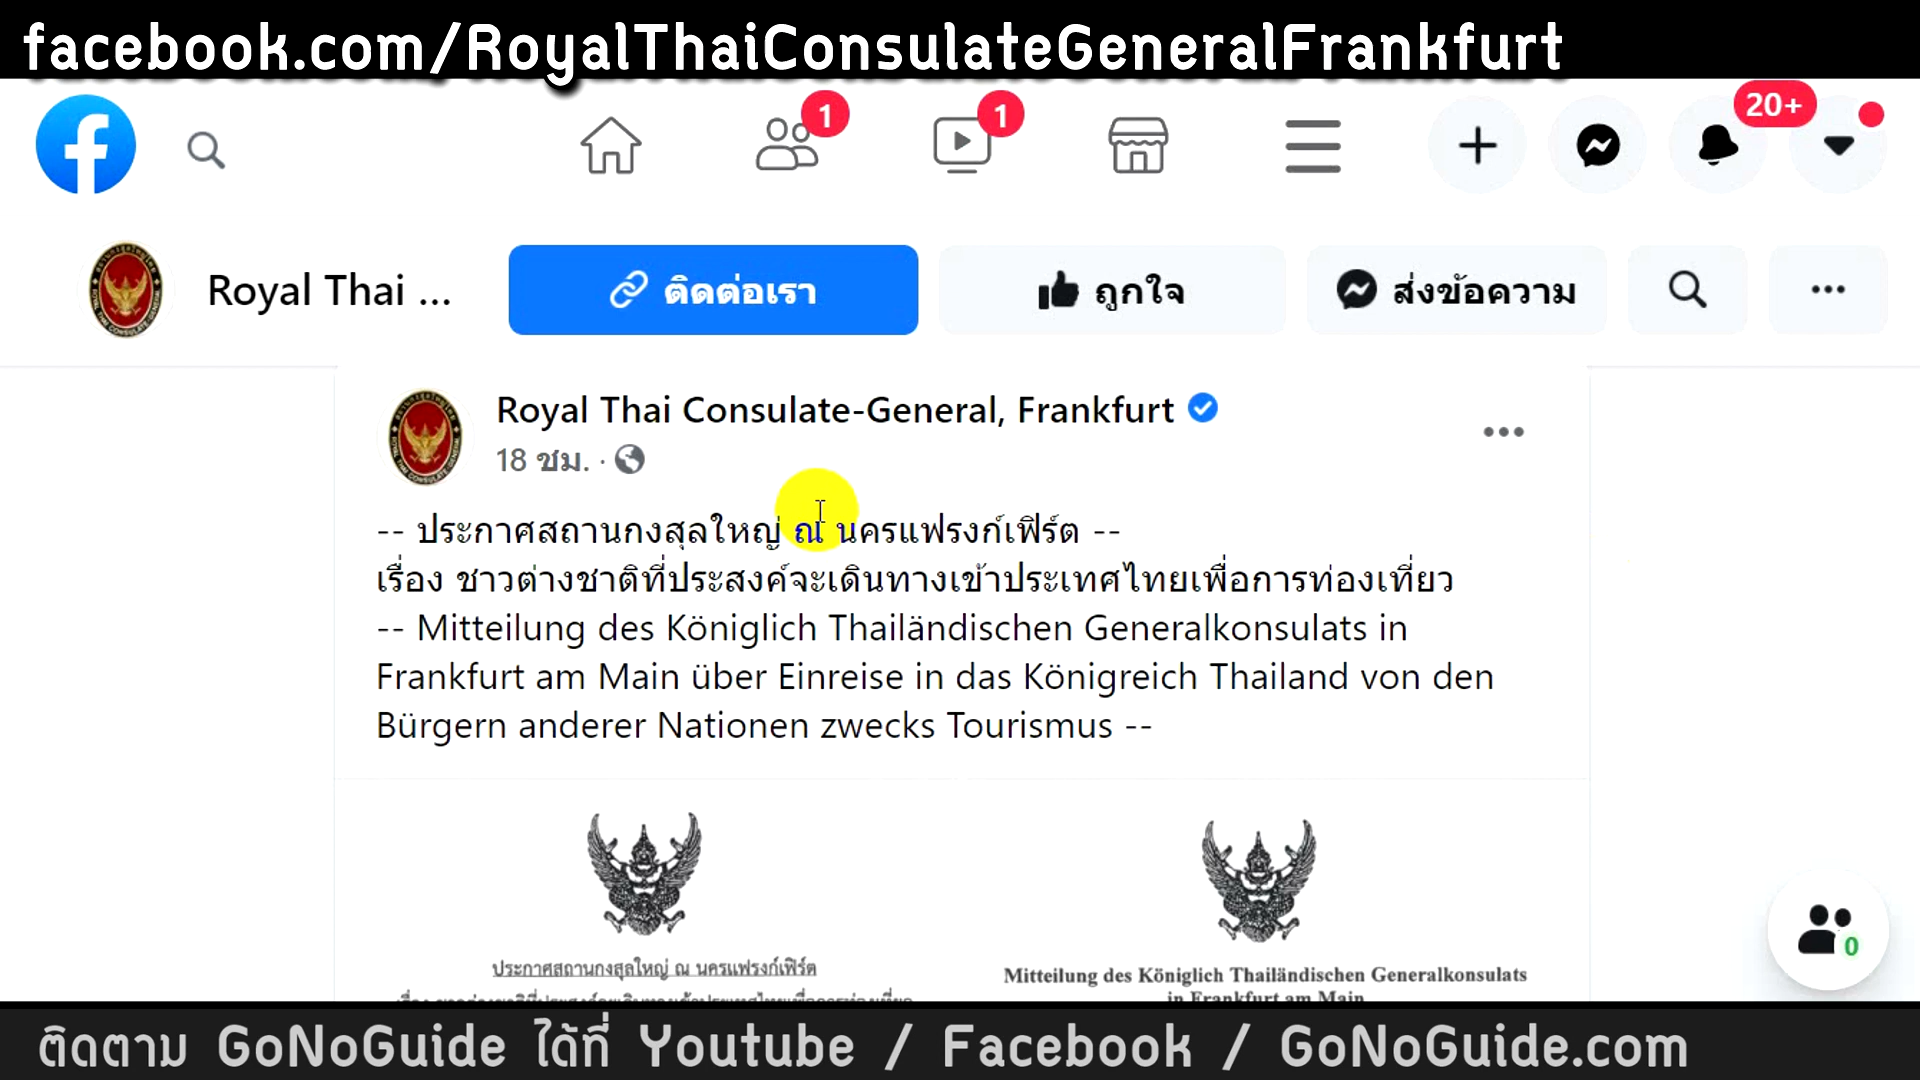 facebook.com/RoyalThaiConsulateGeneralFrankfurt
1
1
20+
Royal Thai ...
ติดต่อเรา
ถูกใจ
ส่งข้อความ
Royal Thai Consulate-General, Frankfurt
18 ชม. ·
-- ประกาศสถานกงสุลใหญ่ ณ นครแฟรงก์เฟิร์ต --
เรื่อง ชาวต่างชาติที่ประสงค์จะเดินทางเข้าประเทศไทยเพื่อการท่องเที่ยว
-- Mitteilung des Königlich Thailändischen Generalkonsulats in
Frankfurt am Main über Einreise in das Königreich Thailand von den
Bürgern anderer Nationen zwecks Tourismus --
ประกาศสถานกงสุลใหญ่ ณ นครแฟรงก์เฟิร์ต
Mitteilung des Königlich Thailändischen Generalkonsulats
in Frankfurt am Main
0
ติดตาม GoNoGuide ได้ที่ Youtube / Facebook / GoNoGuide.com